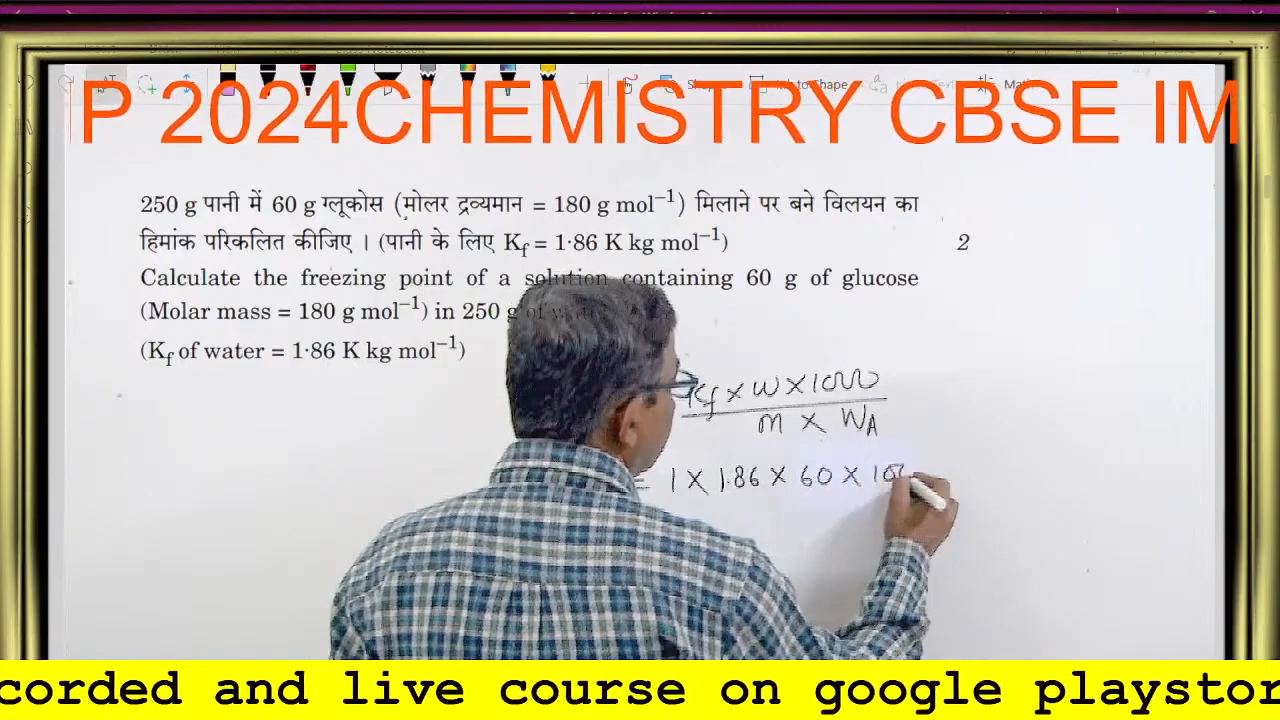 P 2024CHEMISTRY CBSE IM
250 g पानी में 60 g ग्लूकोस (मोलर द्रव्यमान = 180 g mol⁻¹) मिलाने पर बने विलयन का
हिमांक परिकलित कीजिए । (पानी के लिए K_f = 1·86 K kg mol⁻¹) 2
Calculate the freezing point of a solution containing 60 g of glucose
(Molar mass = 180 g mol⁻¹) in 250 g of
(K_f of water = 1·86 K kg mol⁻¹)
Kf × W × 1000
m × W_A
= 1 × 1.86 × 60 × 100
corded and live course on google playstor